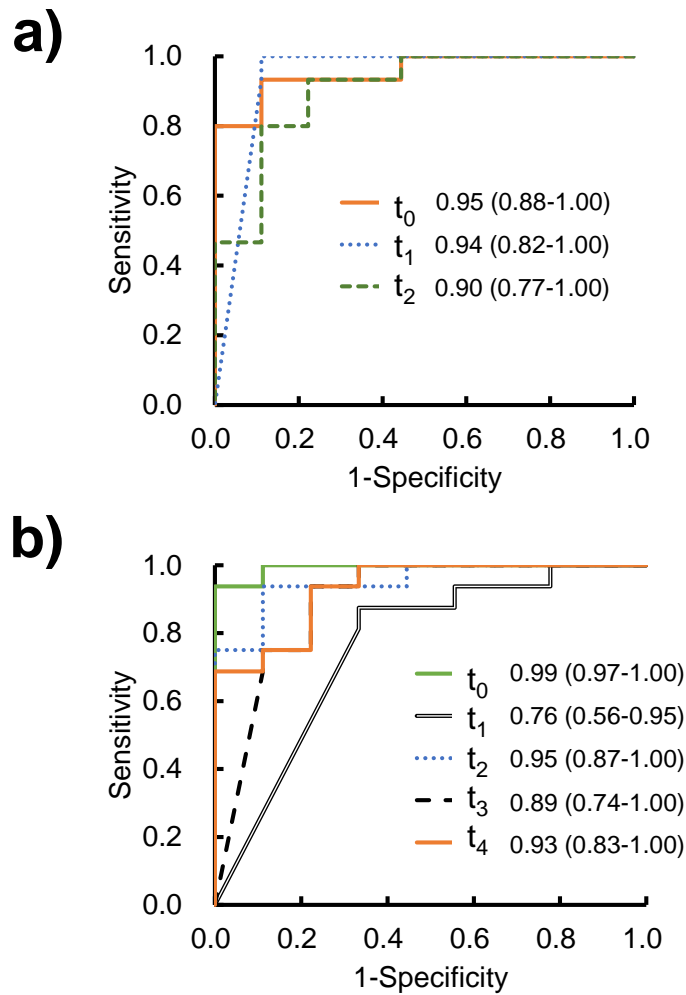 a)
1.0
0.8
0.6
0.4
0.2
0.0
Sensitivity
t0 0.95 (0.88-1.00)
t1 0.94 (0.82-1.00)
t2 0.90 (0.77-1.00)
0.0 0.2 0.4 0.6 0.8 1.0
1-Specificity
b)
1.0
0.8
0.6
0.4
0.2
0.0
Sensitivity
t0 0.99 (0.97-1.00)
t1 0.76 (0.56-0.95)
t2 0.95 (0.87-1.00)
t3 0.89 (0.74-1.00)
t4 0.93 (0.83-1.00)
0.0 0.2 0.4 0.6 0.8 1.0
1-Specificity